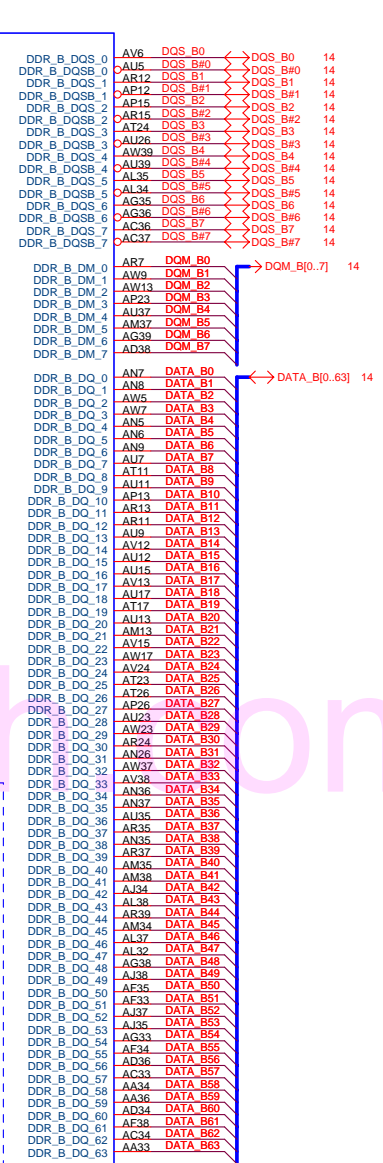 DDR_B_DQS_0 AV6 DQS_B0 DQS_B0 14
DDR_B_DQSB_0 AU5 DQS_B#0 DQS_B#0 14
DDR_B_DQS_1 AR12 DQS_B1 DQS_B1 14
DDR_B_DQSB_1 AP12 DQS_B#1 DQS_B#1 14
DDR_B_DQS_2 AP15 DQS_B2 DQS_B2 14
DDR_B_DQSB_2 AR15 DQS_B#2 DQS_B#2 14
DDR_B_DQS_3 AT24 DQS_B3 DQS_B3 14
DDR_B_DQSB_3 AU26 DQS_B#3 DQS_B#3 14
DDR_B_DQS_4 AW39 DQS_B4 DQS_B4 14
DDR_B_DQSB_4 AU39 DQS_B#4 DQS_B#4 14
DDR_B_DQS_5 AL35 DQS_B5 DQS_B5 14
DDR_B_DQSB_5 AL34 DQS_B#5 DQS_B#5 14
DDR_B_DQS_6 AG35 DQS_B6 DQS_B6 14
DDR_B_DQSB_6 AG36 DQS_B#6 DQS_B#6 14
DDR_B_DQS_7 AC36 DQS_B7 DQS_B7 14
DDR_B_DQSB_7 AC37 DQS_B#7 DQS_B#7 14
DDR_B_DM_0 AR7 DQM_B0 DQM_B[0..7] 14
DDR_B_DM_1 AW9 DQM_B1
DDR_B_DM_2 AW13 DQM_B2
DDR_B_DM_3 AP23 DQM_B3
DDR_B_DM_4 AU37 DQM_B4
DDR_B_DM_5 AM37 DQM_B5
DDR_B_DM_6 AG39 DQM_B6
DDR_B_DM_7 AD38 DQM_B7
DDR_B_DQ_0 AN7 DATA_B0 DATA_B[0..63] 14
DDR_B_DQ_1 AN8 DATA_B1
DDR_B_DQ_2 AW5 DATA_B2
DDR_B_DQ_3 AW7 DATA_B3
DDR_B_DQ_4 AN5 DATA_B4
DDR_B_DQ_5 AN6 DATA_B5
DDR_B_DQ_6 AN9 DATA_B6
DDR_B_DQ_7 AU7 DATA_B7
DDR_B_DQ_8 AT11 DATA_B8
DDR_B_DQ_9 AU11 DATA_B9
DDR_B_DQ_10 AP13 DATA_B10
DDR_B_DQ_11 AR13 DATA_B11
DDR_B_DQ_12 AR11 DATA_B12
DDR_B_DQ_13 AU9 DATA_B13
DDR_B_DQ_14 AV12 DATA_B14
DDR_B_DQ_15 AU12 DATA_B15
DDR_B_DQ_16 AU15 DATA_B16
DDR_B_DQ_17 AV13 DATA_B17
DDR_B_DQ_18 AU17 DATA_B18
DDR_B_DQ_19 AT17 DATA_B19
DDR_B_DQ_20 AU13 DATA_B20
DDR_B_DQ_21 AM13 DATA_B21
DDR_B_DQ_22 AV15 DATA_B22
DDR_B_DQ_23 AW17 DATA_B23
DDR_B_DQ_24 AV24 DATA_B24
DDR_B_DQ_25 AT23 DATA_B25
DDR_B_DQ_26 AT26 DATA_B26
DDR_B_DQ_27 AP26 DATA_B27
DDR_B_DQ_28 AU23 DATA_B28
DDR_B_DQ_29 AW23 DATA_B29
DDR_B_DQ_30 AR24 DATA_B30
DDR_B_DQ_31 AN26 DATA_B31
DDR_B_DQ_32 AW37 DATA_B32
DDR_B_DQ_33 AV38 DATA_B33
DDR_B_DQ_34 AN36 DATA_B34
DDR_B_DQ_35 AN37 DATA_B35
DDR_B_DQ_36 AU35 DATA_B36
DDR_B_DQ_37 AR35 DATA_B37
DDR_B_DQ_38 AN35 DATA_B38
DDR_B_DQ_39 AR37 DATA_B39
DDR_B_DQ_40 AM35 DATA_B40
DDR_B_DQ_41 AM38 DATA_B41
DDR_B_DQ_42 AJ34 DATA_B42
DDR_B_DQ_43 AL38 DATA_B43
DDR_B_DQ_44 AR39 DATA_B44
DDR_B_DQ_45 AM34 DATA_B45
DDR_B_DQ_46 AL37 DATA_B46
DDR_B_DQ_47 AL32 DATA_B47
DDR_B_DQ_48 AG38 DATA_B48
DDR_B_DQ_49 AJ38 DATA_B49
DDR_B_DQ_50 AF35 DATA_B50
DDR_B_DQ_51 AF33 DATA_B51
DDR_B_DQ_52 AJ37 DATA_B52
DDR_B_DQ_53 AJ35 DATA_B53
DDR_B_DQ_54 AG33 DATA_B54
DDR_B_DQ_55 AF34 DATA_B55
DDR_B_DQ_56 AD36 DATA_B56
DDR_B_DQ_57 AC33 DATA_B57
DDR_B_DQ_58 AA34 DATA_B58
DDR_B_DQ_59 AA36 DATA_B59
DDR_B_DQ_60 AD34 DATA_B60
DDR_B_DQ_61 AF38 DATA_B61
DDR_B_DQ_62 AC34 DATA_B62
DDR_B_DQ_63 AA33 DATA_B63